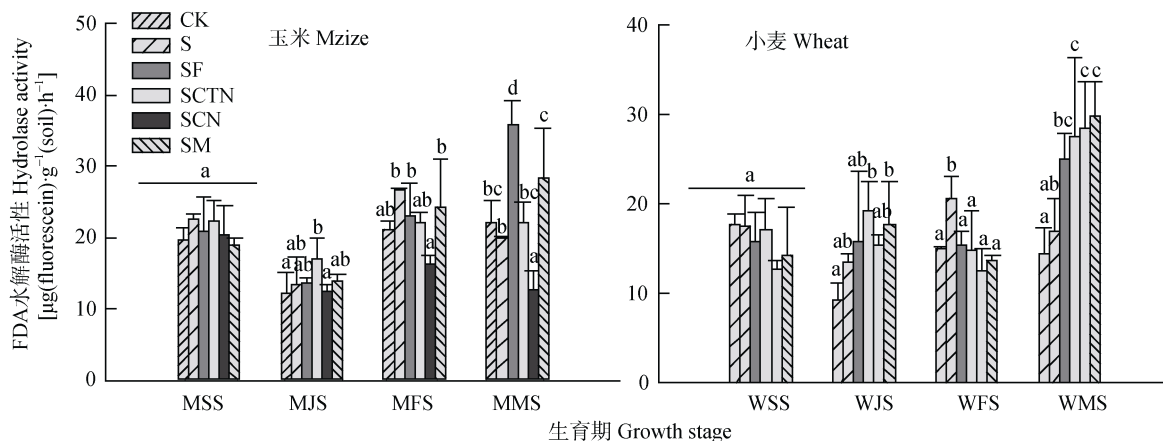 FDA水解酶活性 Hydrolase activity
[μg(fluorescein)·g⁻¹(soil)·h⁻¹]
50
40
30
20
10
0
CK
S
SF
SCTN
SCN
SM
玉米 Mzize
a
a ab ab b a ab
ab b b ab a b
bc b d bc a c
MSS MJS MFS MMS
40
30
20
10
0
小麦 Wheat
a
a ab ab b ab b
a b a a a a
a ab bc c c c
WSS WJS WFS WMS
生育期 Growth stage